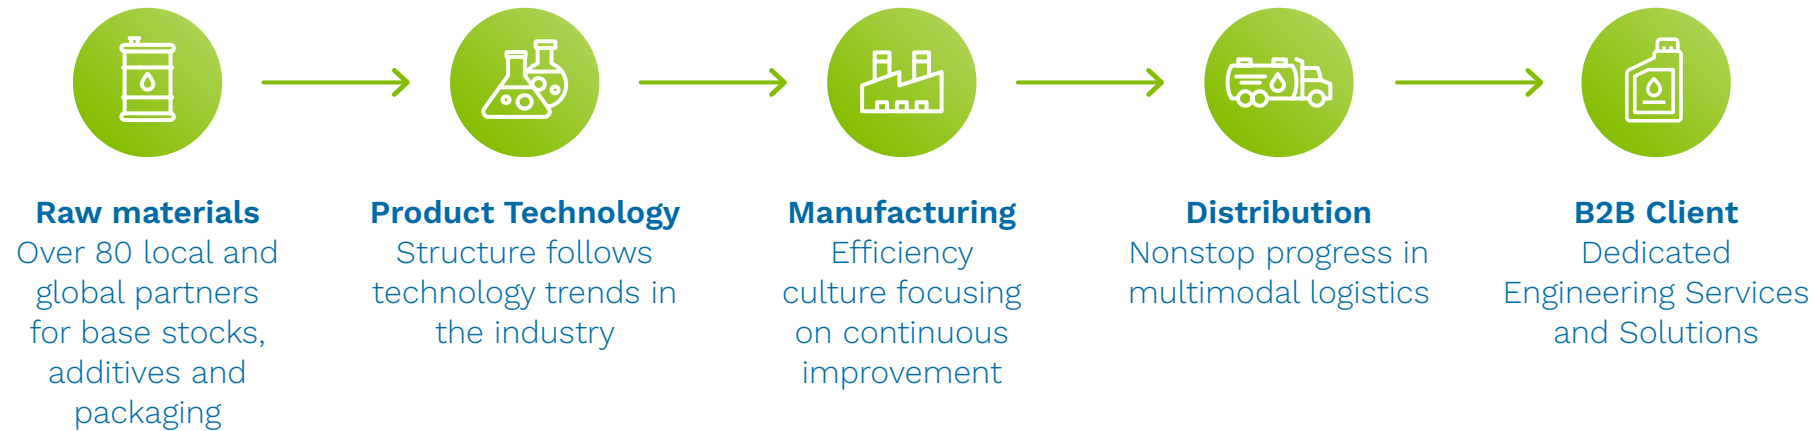 Raw materials
Over 80 local and
global partners
for base stocks,
additives and
packaging
Product Technology
Structure follows
technology trends in
the industry
Manufacturing
Efficiency
culture focusing
on continuous
improvement
Distribution
Nonstop progress in
multimodal logistics
B2B Client
Dedicated
Engineering Services
and Solutions